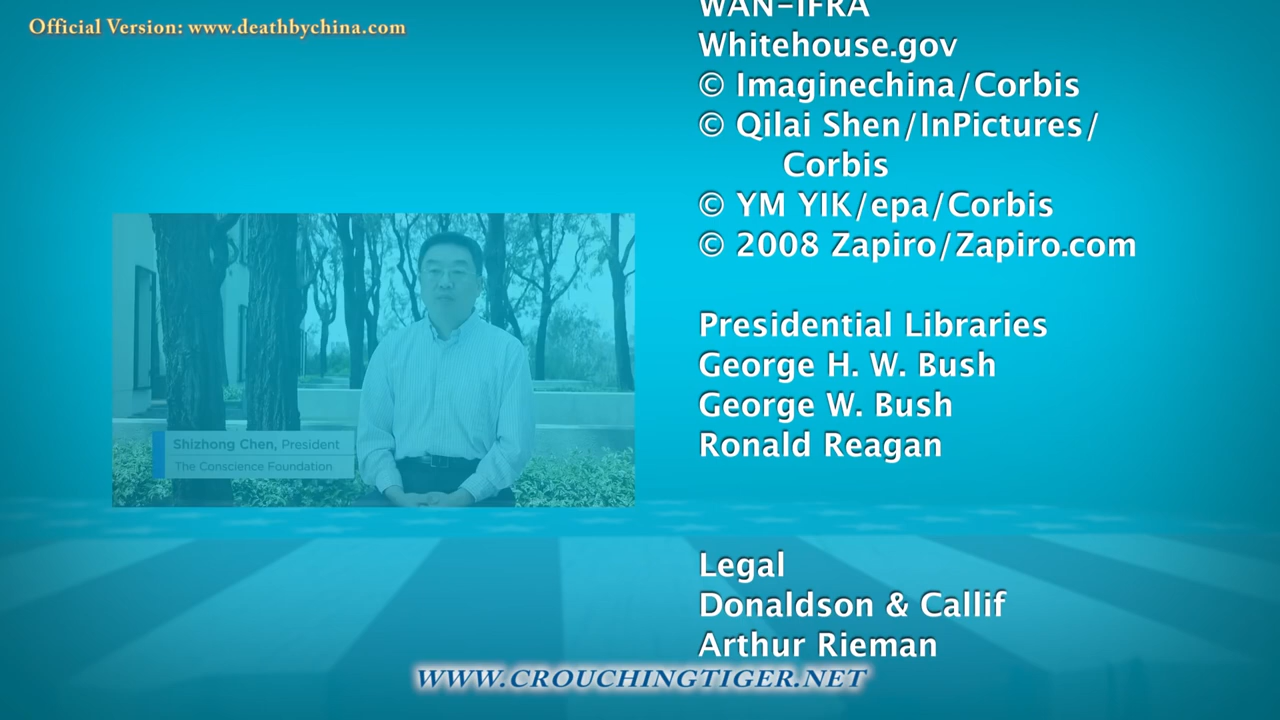 Official Version: www.deathbychina.com
WAN-IFRA
Whitehouse.gov
© Imaginechina/Corbis
© Qilai Shen/InPictures/
Corbis
© YM YIK/epa/Corbis
© 2008 Zapiro/Zapiro.com
Presidential Libraries
George H. W. Bush
George W. Bush
Ronald Reagan
Shizhong Chen, President
The Conscience Foundation
Legal
Donaldson & Callif
Arthur Rieman
WWW.CROUCHINGTIGER.NET